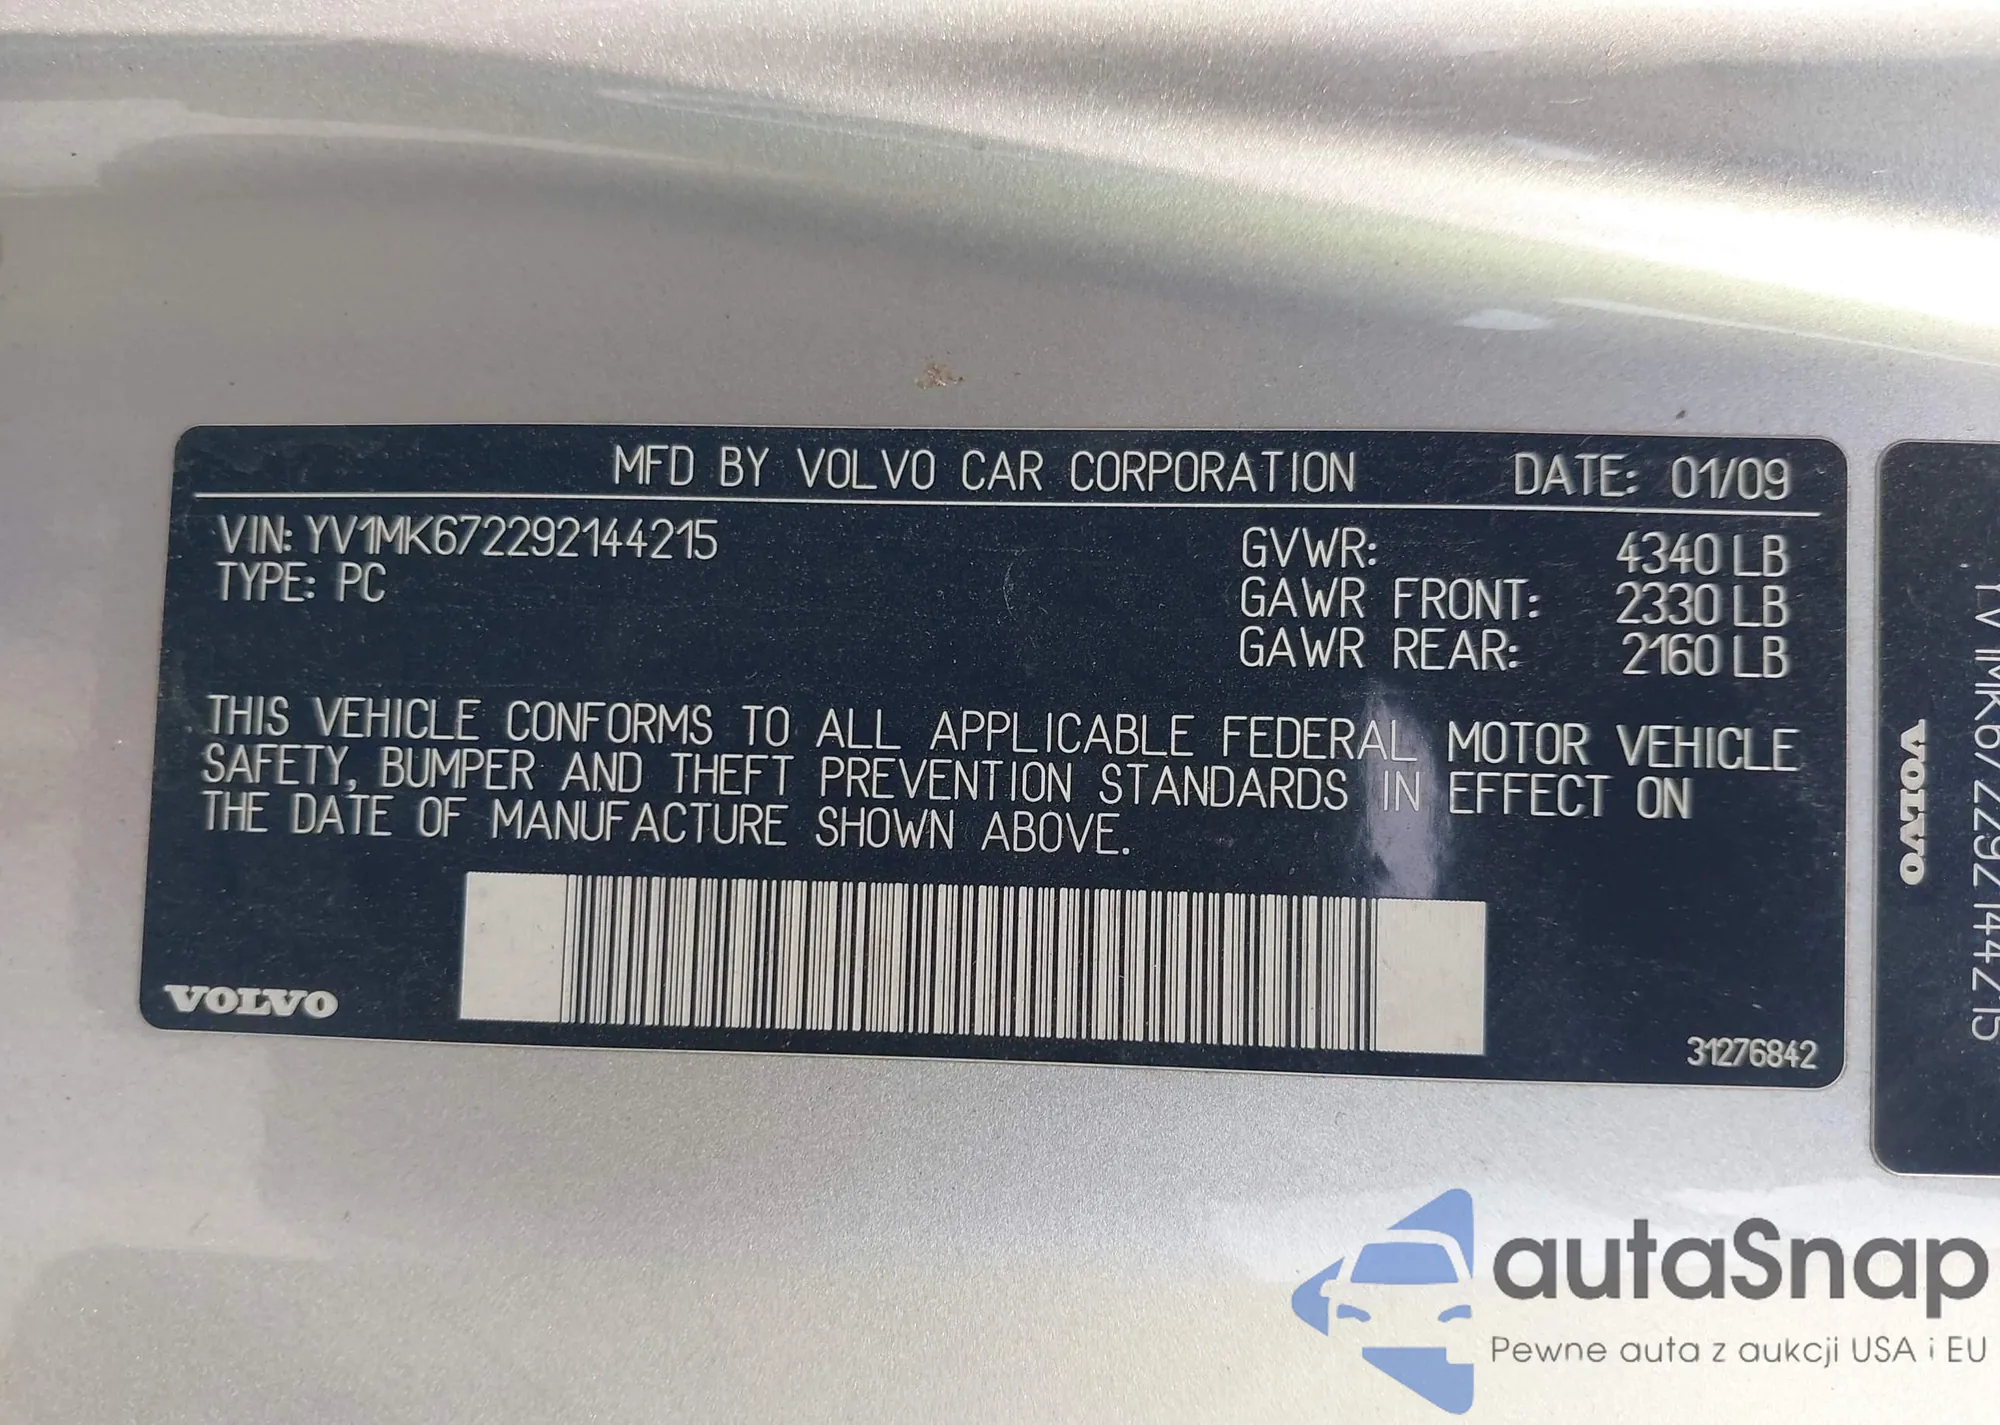 MFD BY VOLVO CAR CORPORATION DATE: 01/09
VIN: YV1MK672292144215
TYPE: PC
GVWR: 4340 LB
GAWR FRONT: 2330 LB
GAWR REAR: 2160 LB
THIS VEHICLE CONFORMS TO ALL APPLICABLE FEDERAL MOTOR VEHICLE
SAFETY, BUMPER AND THEFT PREVENTION STANDARDS IN EFFECT ON
THE DATE OF MANUFACTURE SHOWN ABOVE.
VOLVO
31276842
YV1MK672292144215
VOLVO
autaSnap
Pewne auta z aukcji USA i EU